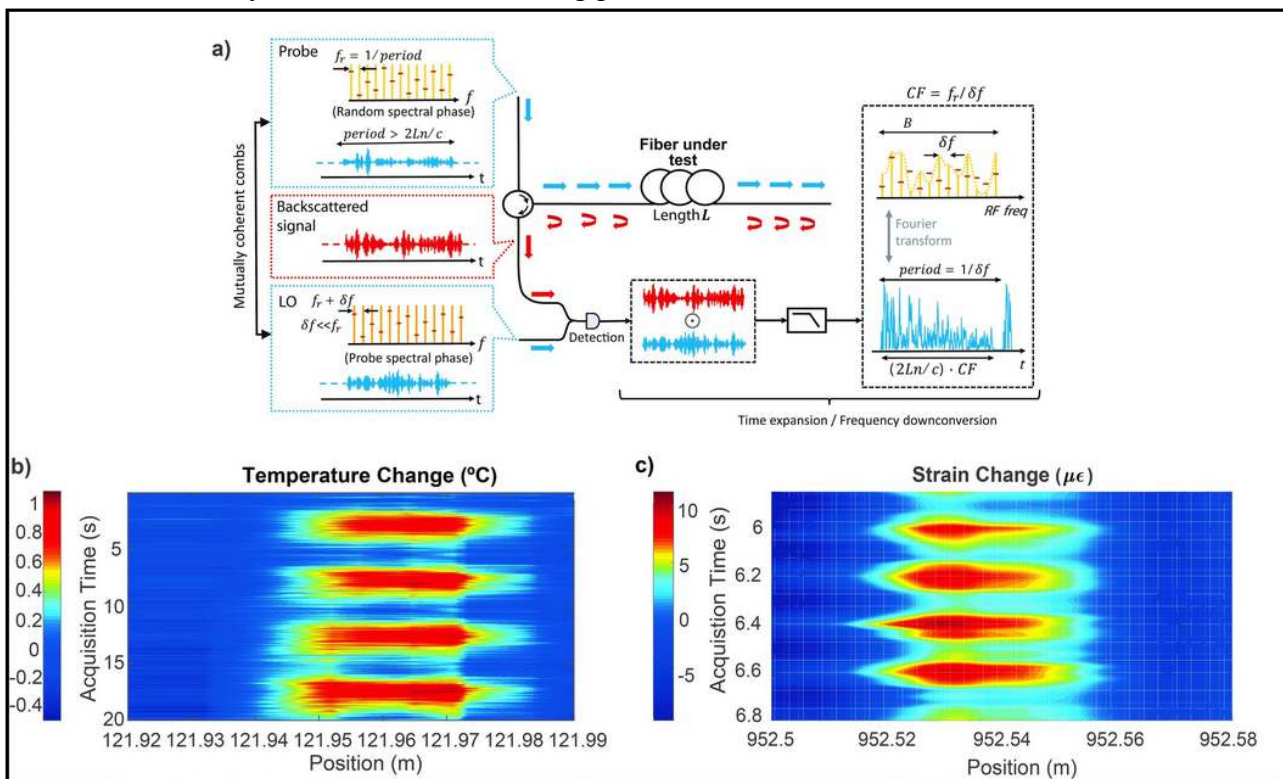 a)
Probe
f_r = 1/period
f
(Random spectral phase)
period > 2Ln/c
t
Mutually coherent combs
Backscattered
signal
t
LO
f_r + δf
δf<<f_r
f
(Probe spectral phase)
t
Fiber under
test
Length L
Detection
CF = f_r/δf
B
δf
RF freq
Fourier
transform
period = 1/δf
(2Ln/c) · CF
t
Time expansion / Frequency downconversion
b)
Temperature Change (ºC)
1
0.8
0.6
0.4
0.2
0
-0.2
-0.4
Acquisition Time (s)
5
10
15
20
121.92 121.93 121.94 121.95 121.96 121.97 121.98 121.99
Position (m)
c)
Strain Change (με)
10
5
0
-5
Acquistion Time (s)
6
6.2
6.4
6.6
6.8
952.5 952.52 952.54 952.56 952.58
Position (m)